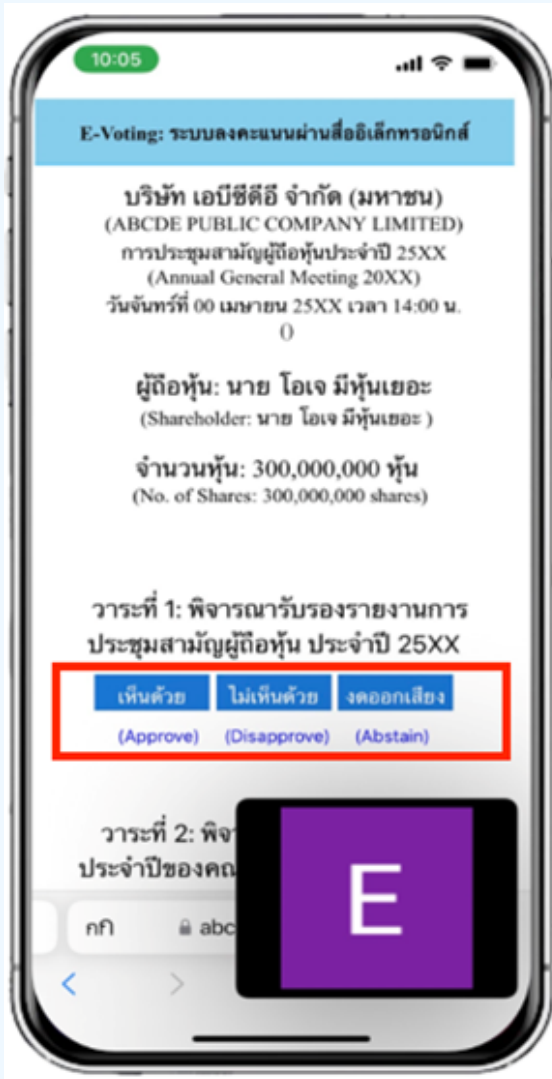 10:05
E-Voting: ระบบลงคะแนนผ่านสื่ออิเล็กทรอนิกส์
บริษัท เอบีซีดีอี จำกัด (มหาชน)
(ABCDE PUBLIC COMPANY LIMITED)
การประชุมสามัญผู้ถือหุ้นประจำปี 25XX
(Annual General Meeting 20XX)
วันจันทร์ที่ 00 เมษายน 25XX เวลา 14:00 น.
()
ผู้ถือหุ้น: นาย โอเจ มีหุ้นเยอะ
(Shareholder: นาย โอเจ มีหุ้นเยอะ )
จำนวนหุ้น: 300,000,000 หุ้น
(No. of Shares: 300,000,000 shares)
วาระที่ 1: พิจารณารับรองรายงานการ
ประชุมสามัญผู้ถือหุ้น ประจำปี 25XX
เห็นด้วย ไม่เห็นด้วย งดออกเสียง
(Approve) (Disapprove) (Abstain)
วาระที่ 2: พิจา
ประจำปีของคณ
E
กกิ abc